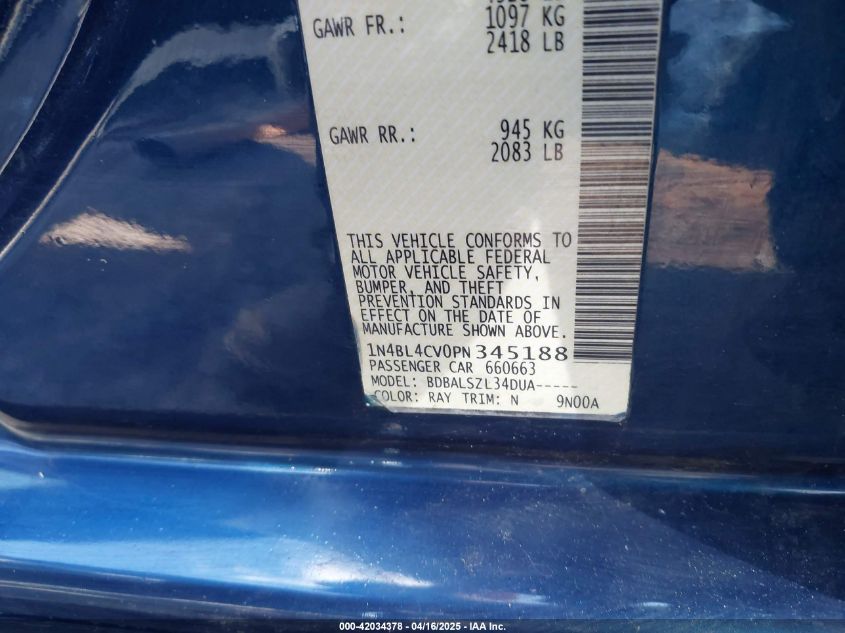 GAWR FR.: 1097 KG
2418 LB
GAWR RR.: 945 KG
2083 LB
THIS VEHICLE CONFORMS TO
ALL APPLICABLE FEDERAL
MOTOR VEHICLE SAFETY,
BUMPER, AND THEFT
PREVENTION STANDARDS IN
EFFECT ON THE DATE OF
MANUFACTURE SHOWN ABOVE.
1N4BL4CV0PN345188
PASSENGER CAR 660663
MODEL: BDBALSZL34DUA-----
COLOR: RAY TRIM: N 9N00A
000-42034378 - 04/16/2025 - IAA Inc.